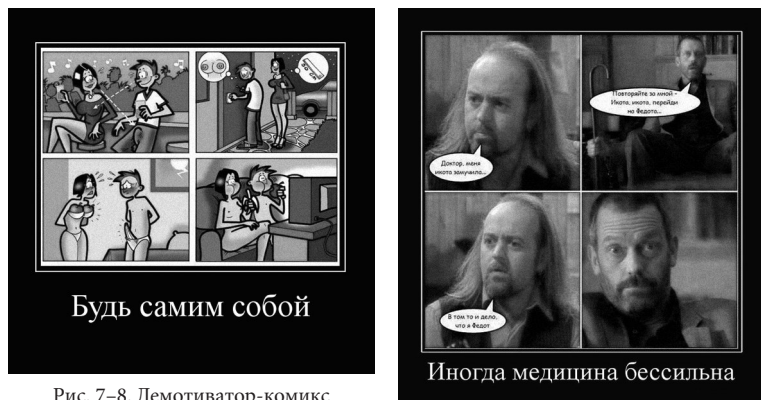 Будь самим собой
Рис. 7–8. Демотиватор-комикс
Доктор, меня
икота замучила...
Повторяйте за мной -
Икота, икота, перейди
на Федота...
В том то и дело,
что я Федот
Иногда медицина бессильна